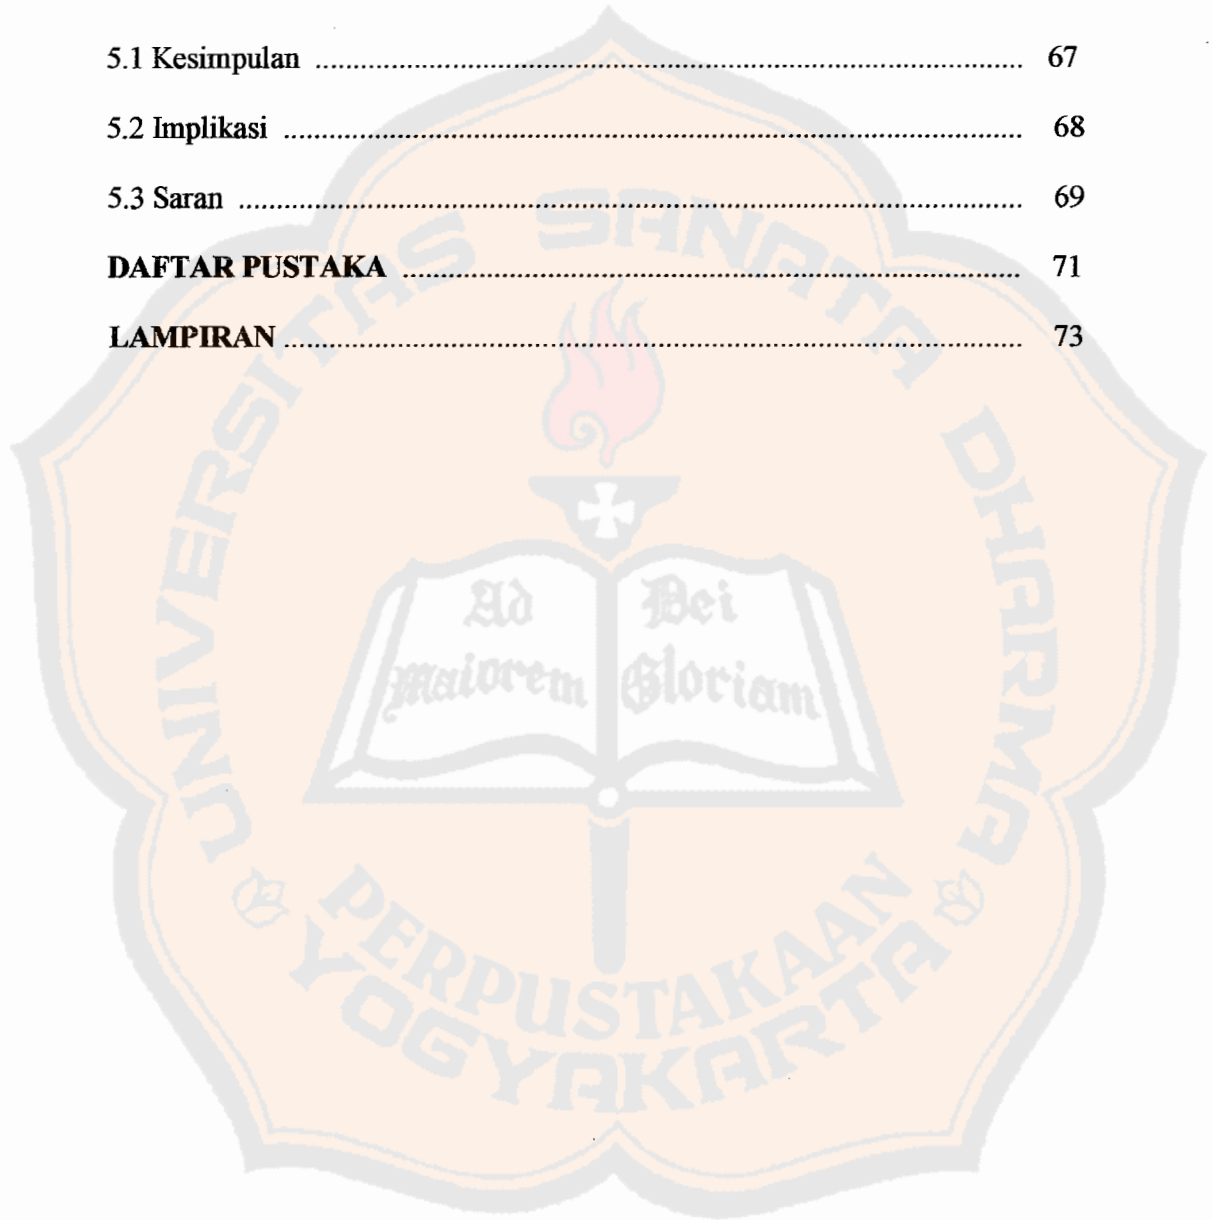 5.1 Kesimpulan ........................................................................................ 67
5.2 Implikasi ............................................................................................ 68
5.3 Saran .................................................................................................. 69
DAFTAR PUSTAKA ............................................................................. 71
LAMPIRAN ............................................................................................ 73
UNIVERSITAS SANATA DHARMA
Ad Dei
Maiorem Gloriam
PERPUSTAKAAN
YOGYAKARTA